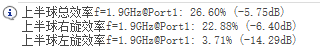 上半球总效率f=1.9GHz@Port1: 26.60% (-5.75dB)
上半球右旋效率f=1.9GHz@Port1: 22.88% (-6.40dB)
上半球左旋效率f=1.9GHz@Port1: 3.71% (-14.29dB)